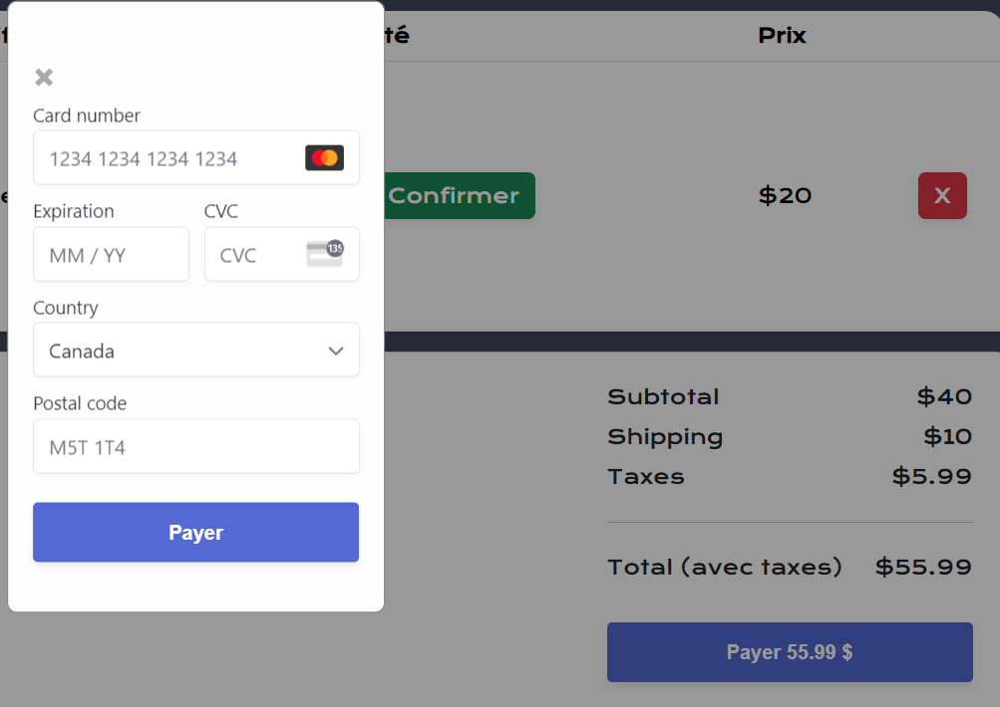 té
Prix
Card number
1234 1234 1234 1234
Confirmer
$20
X
Expiration
CVC
MM / YY
CVC
135
Country
Canada
Postal code
M5T 1T4
Payer
Subtotal
$40
Shipping
$10
Taxes
$5.99
Total (avec taxes)
$55.99
Payer 55.99 $